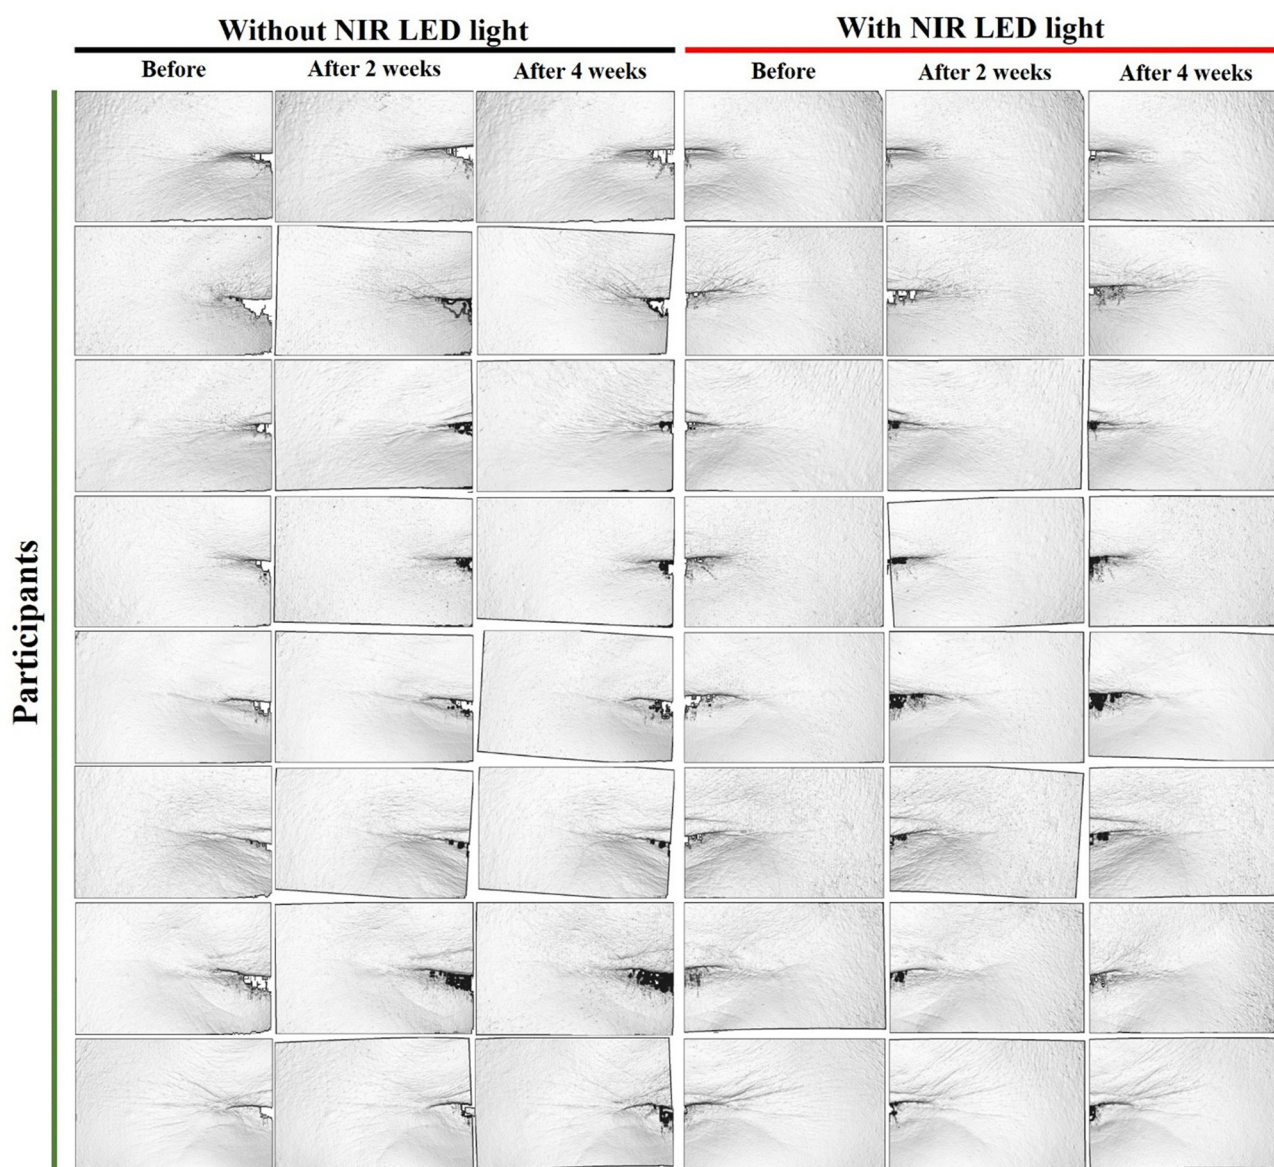 Without NIR LED light
With NIR LED light
Before
After 2 weeks
After 4 weeks
Before
After 2 weeks
After 4 weeks
Participants